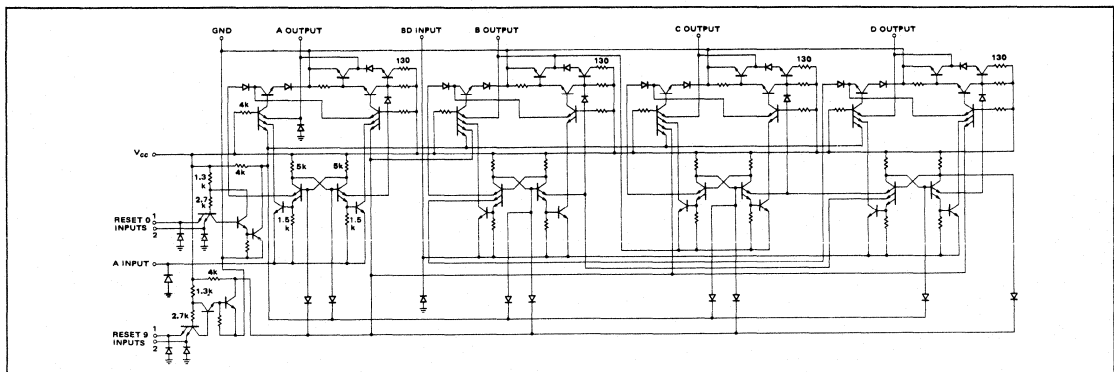 GND
A OUTPUT
BD INPUT
B OUTPUT
C OUTPUT
D OUTPUT
130
130
130
130
4k
Vcc
4k
5k
5k
1.3
k
2.7
k
RESET 0
INPUTS
1
2
1.5
k
1.5
k
A INPUT
4k
1.3k
2.7k
RESET 9
INPUTS
1
2